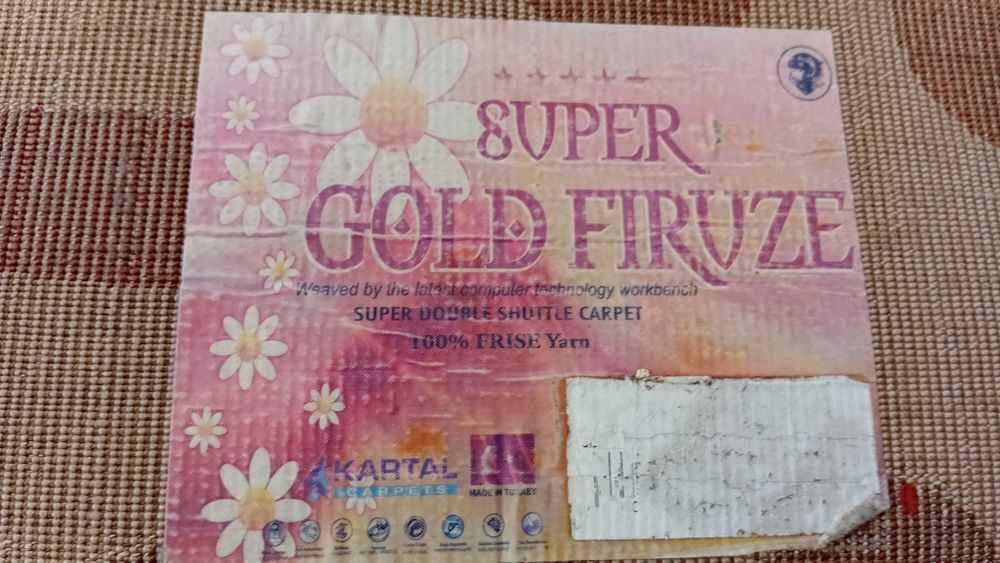 SUPER
GOLD FIRUZE
Weaved by the latest computer technology workbench
SUPER DOUBLE SHUTTLE CARPET
100% FRISE Yarn
KARTAL
CARPETS
MADE IN TURKEY